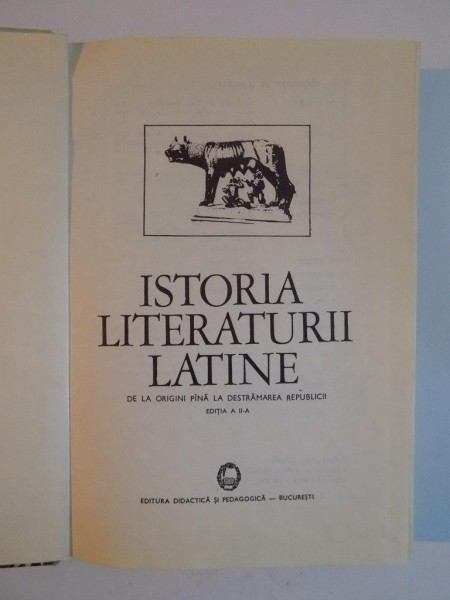 ISTORIA
LITERATURII
LATINE
DE LA ORIGINI PÎNĂ LA DESTRĂMAREA REPUBLICII
EDIȚIA A II-A
EDITURA DIDACTICĂ ȘI PEDAGOGICĂ — BUCUREȘTI